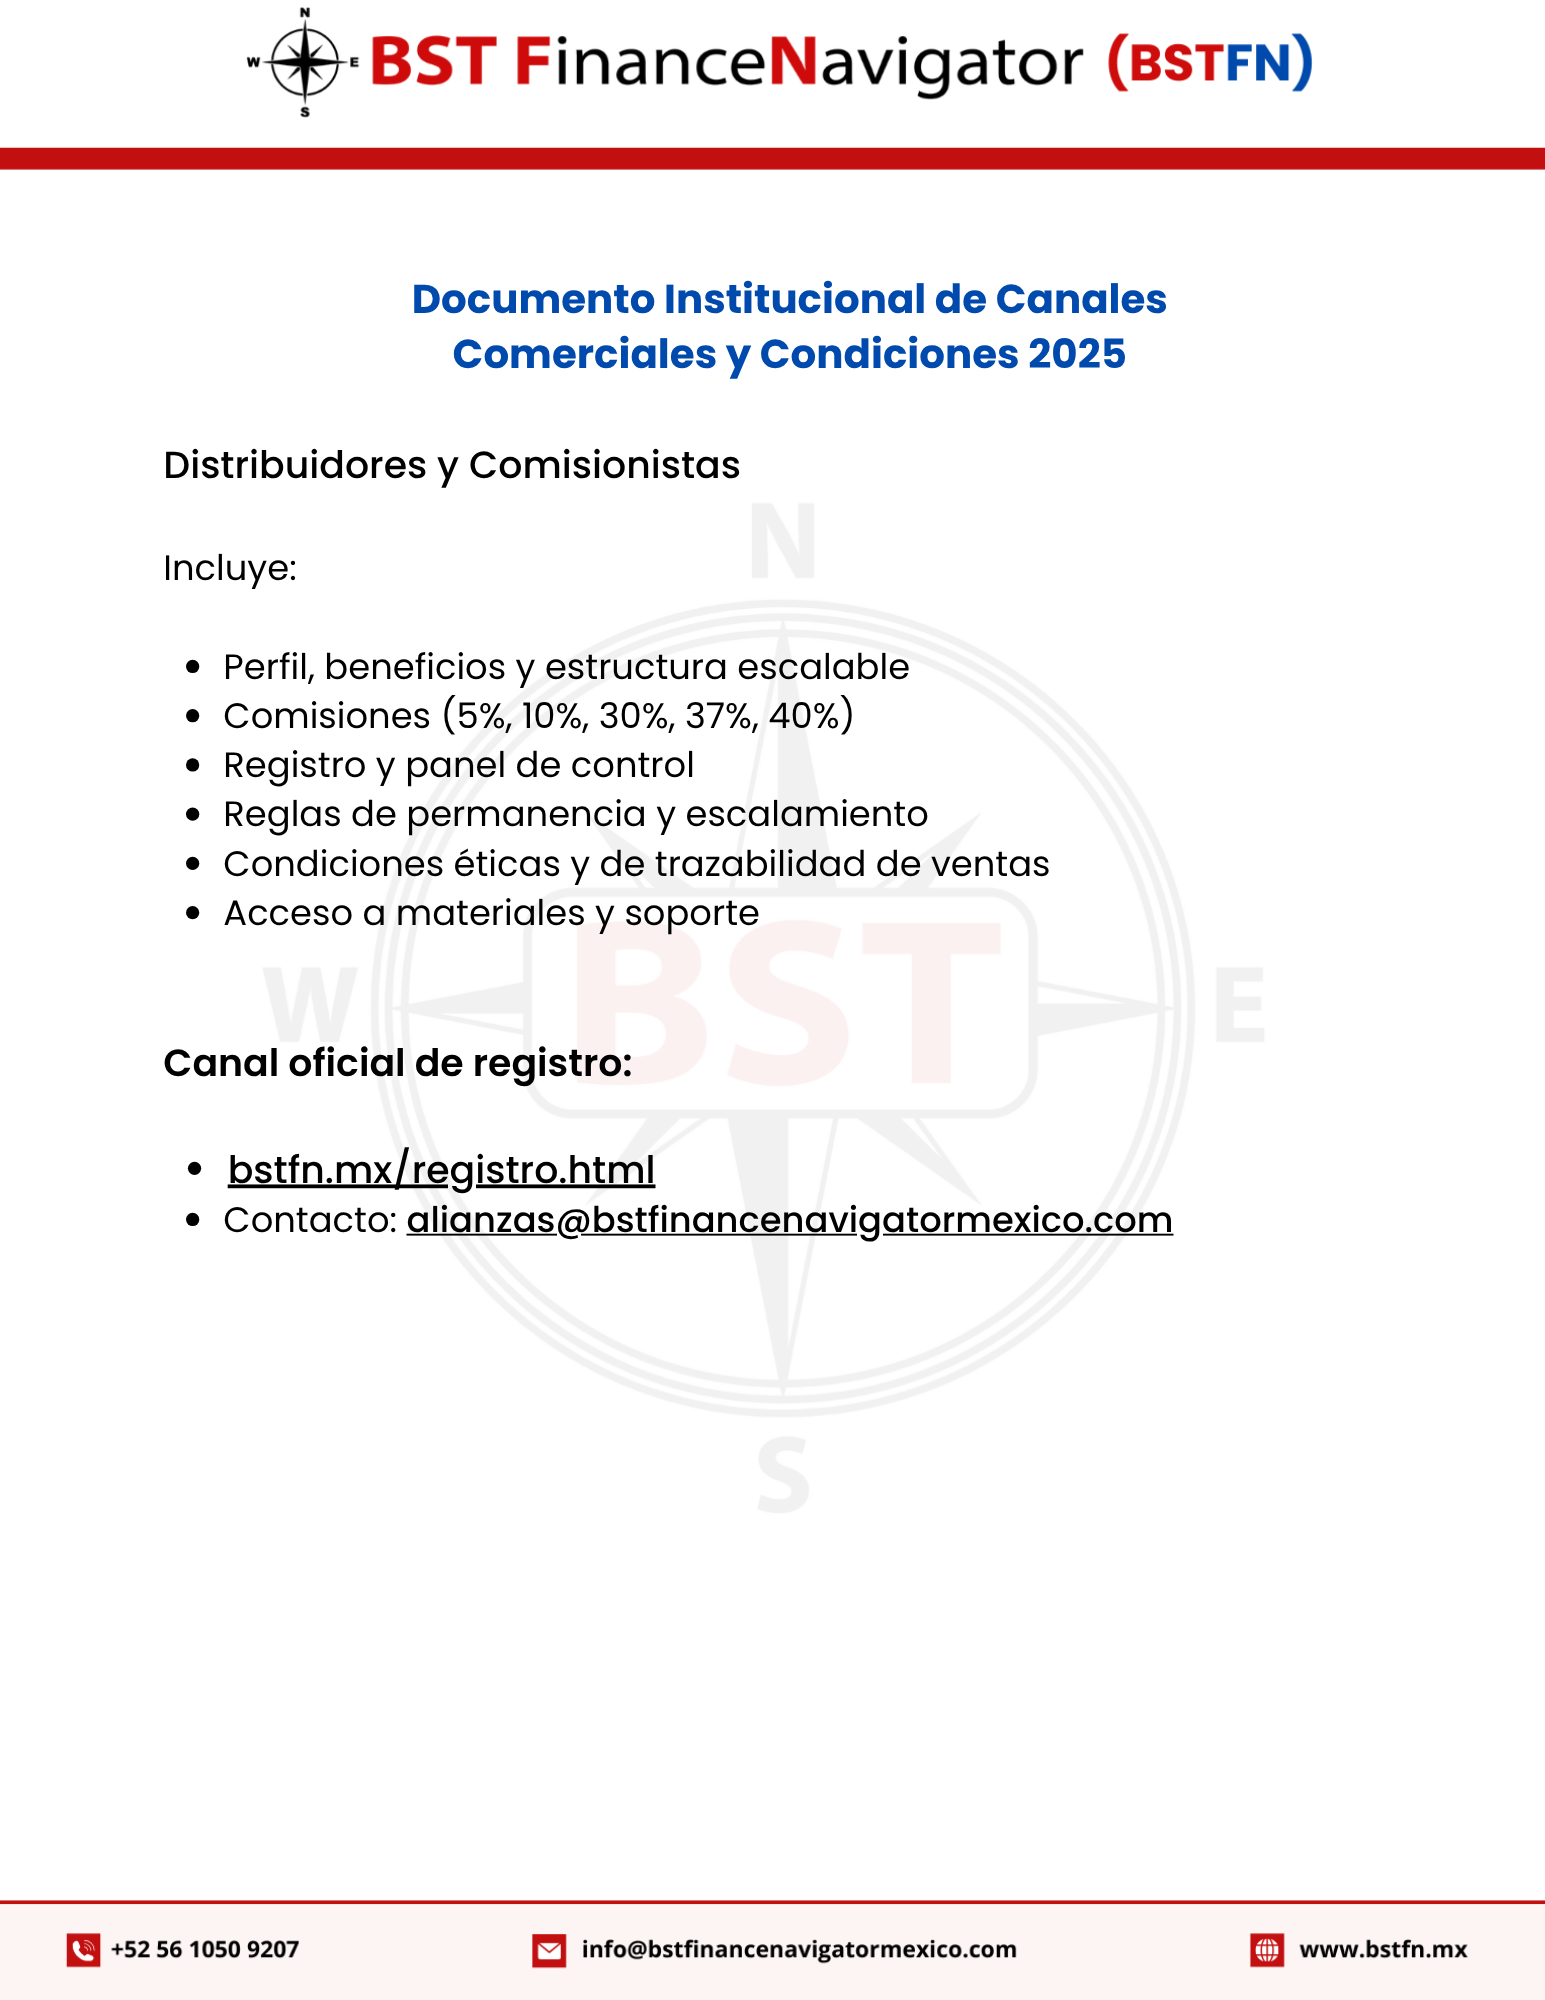 N
W E BST FinanceNavigator (BSTFN)
S
Documento Institucional de Canales
Comerciales y Condiciones 2025
Distribuidores y Comisionistas
N
Incluye:
• Perfil, beneficios y estructura escalable
• Comisiones (5%, 10%, 30%, 37%, 40%)
• Registro y panel de control
• Reglas de permanencia y escalamiento
• Condiciones éticas y de trazabilidad de ventas
• Acceso a materiales y soporte
W BST E
Canal oficial de registro:
• bstfn.mx/registro.html
• Contacto: alianzas@bstfinancenavigatormexico.com
S
+52 56 1050 9207 info@bstfinancenavigatormexico.com www.bstfn.mx